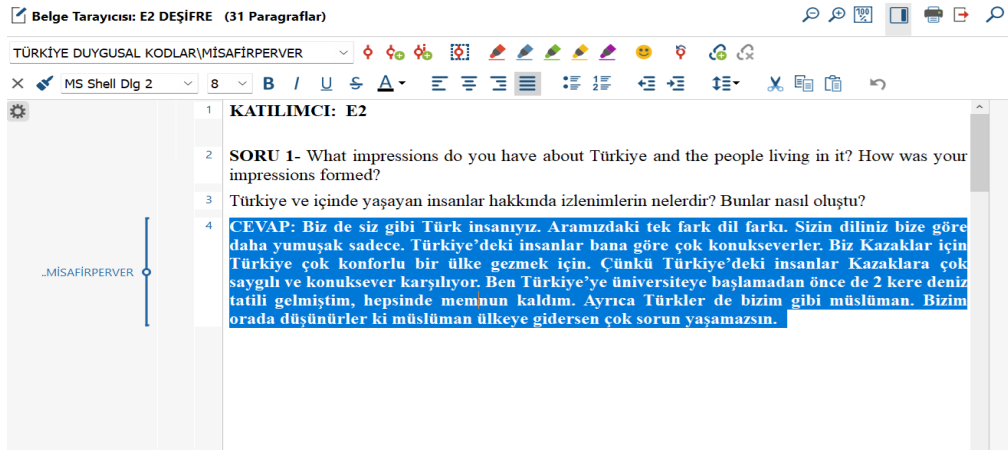 Belge Tarayıcısı: E2 DEŞİFRE (31 Paragraflar)
TÜRKİYE DUYGUSAL KODLAR\MİSAFİRPERVER
MS Shell Dlg 2 8 B I U S A
1 KATILIMCI: E2
2 SORU 1- What impressions do you have about Türkiye and the people living in it? How was your
impressions formed?
3 Türkiye ve içinde yaşayan insanlar hakkında izlenimlerin nelerdir? Bunlar nasıl oluştu?
4 CEVAP: Biz de siz gibi Türk insanıyız. Aramızdaki tek fark dil farkı. Sizin diliniz bize göre
daha yumuşak sadece. Türkiye’deki insanlar bana göre çok konukseverler. Biz Kazaklar için
..MİSAFİRPERVER Türkiye çok konforlu bir ülke gezmek için. Çünkü Türkiye’deki insanlar Kazaklara çok
saygılı ve konuksever karşılıyor. Ben Türkiye’ye üniversiteye başlamadan önce de 2 kere deniz
tatili gelmiştim, hepsinde memnun kaldım. Ayrıca Türkler de bizim gibi müslüman. Bizim
orada düşünürler ki müslüman ülkeye gidersen çok sorun yaşamazsın.